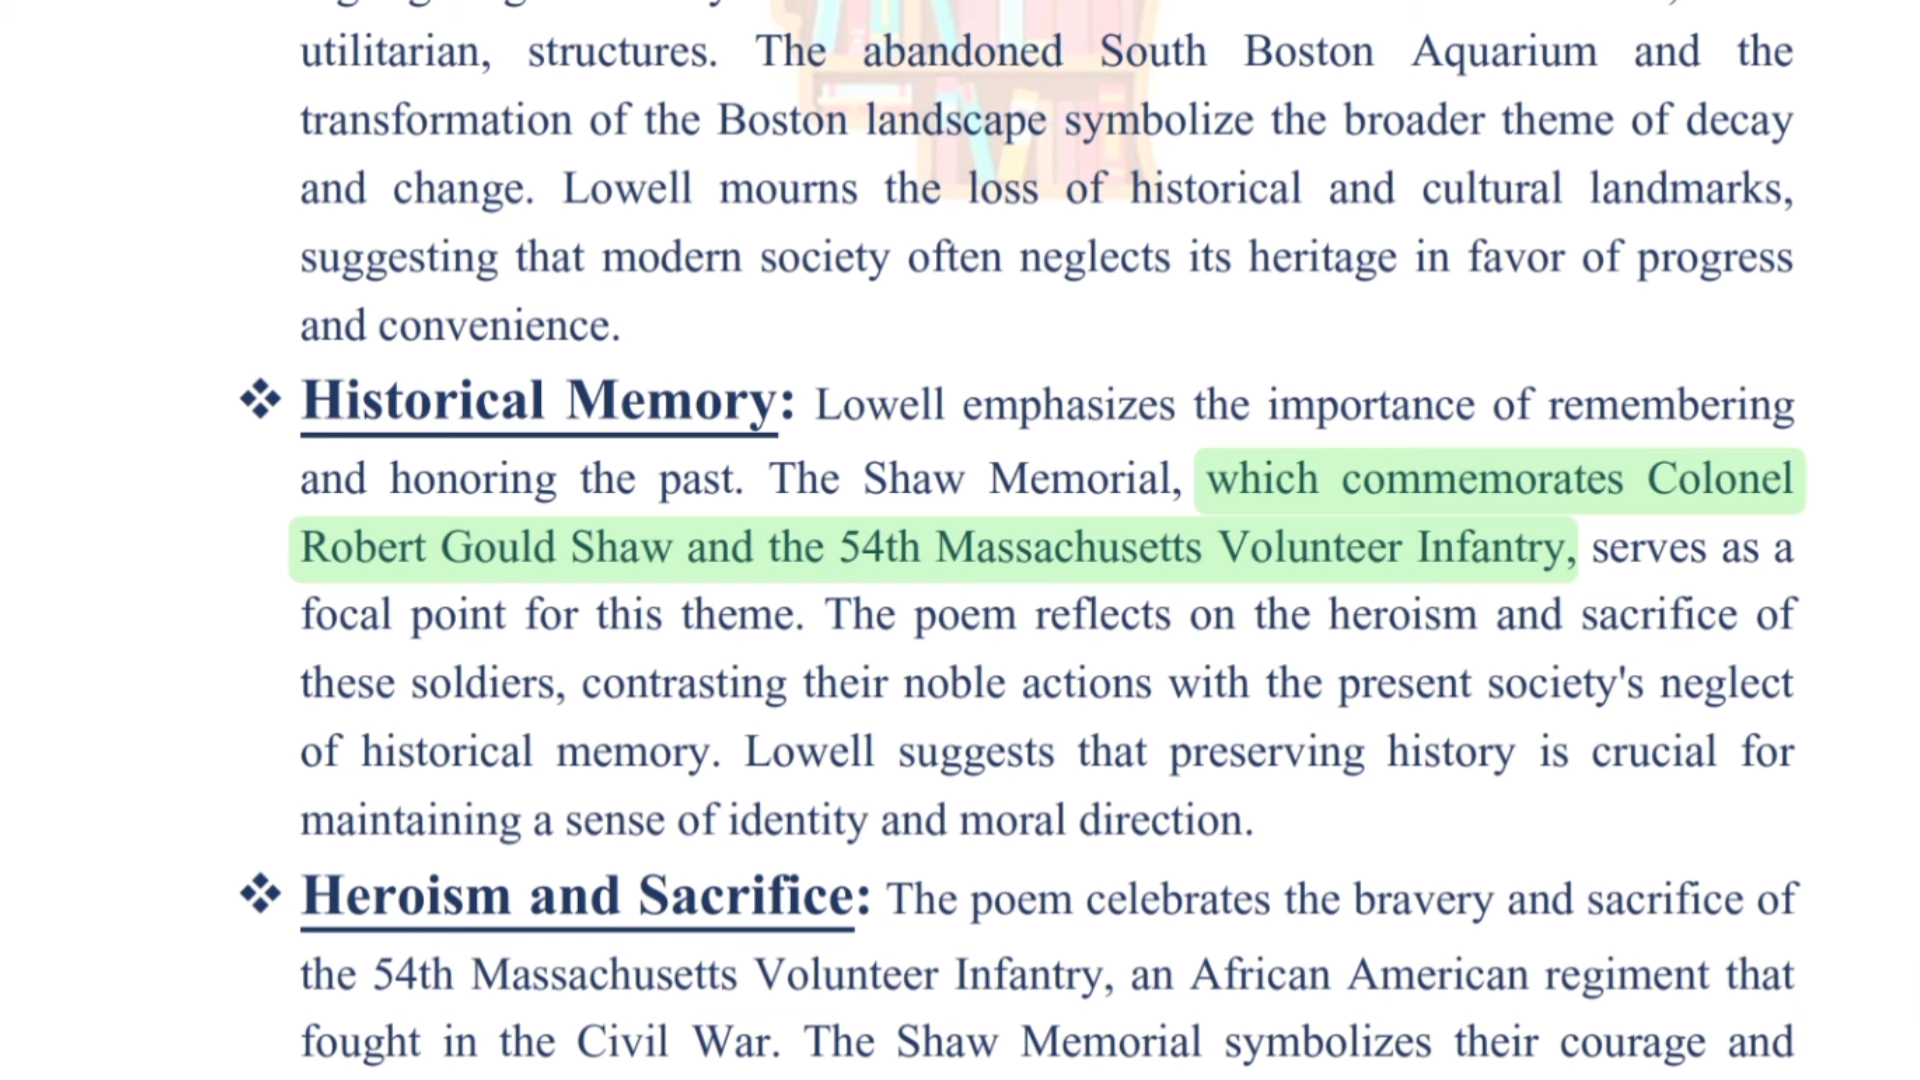 utilitarian, structures. The abandoned South Boston Aquarium and the
transformation of the Boston landscape symbolize the broader theme of decay
and change. Lowell mourns the loss of historical and cultural landmarks,
suggesting that modern society often neglects its heritage in favor of progress
and convenience.
❖ Historical Memory: Lowell emphasizes the importance of remembering
and honoring the past. The Shaw Memorial, which commemorates Colonel
Robert Gould Shaw and the 54th Massachusetts Volunteer Infantry, serves as a
focal point for this theme. The poem reflects on the heroism and sacrifice of
these soldiers, contrasting their noble actions with the present society's neglect
of historical memory. Lowell suggests that preserving history is crucial for
maintaining a sense of identity and moral direction.
❖ Heroism and Sacrifice: The poem celebrates the bravery and sacrifice of
the 54th Massachusetts Volunteer Infantry, an African American regiment that
fought in the Civil War. The Shaw Memorial symbolizes their courage and